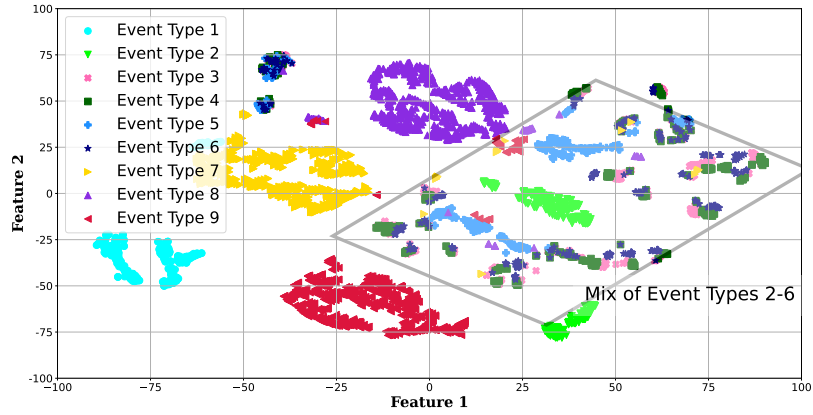 100
75
50
25
0
-25
-50
-75
-100
Feature 2
Event Type 1
Event Type 2
Event Type 3
Event Type 4
Event Type 5
Event Type 6
Event Type 7
Event Type 8
Event Type 9
Mix of Event Types 2-6
−100 −75 −50 −25 0 25 50 75 100
Feature 1